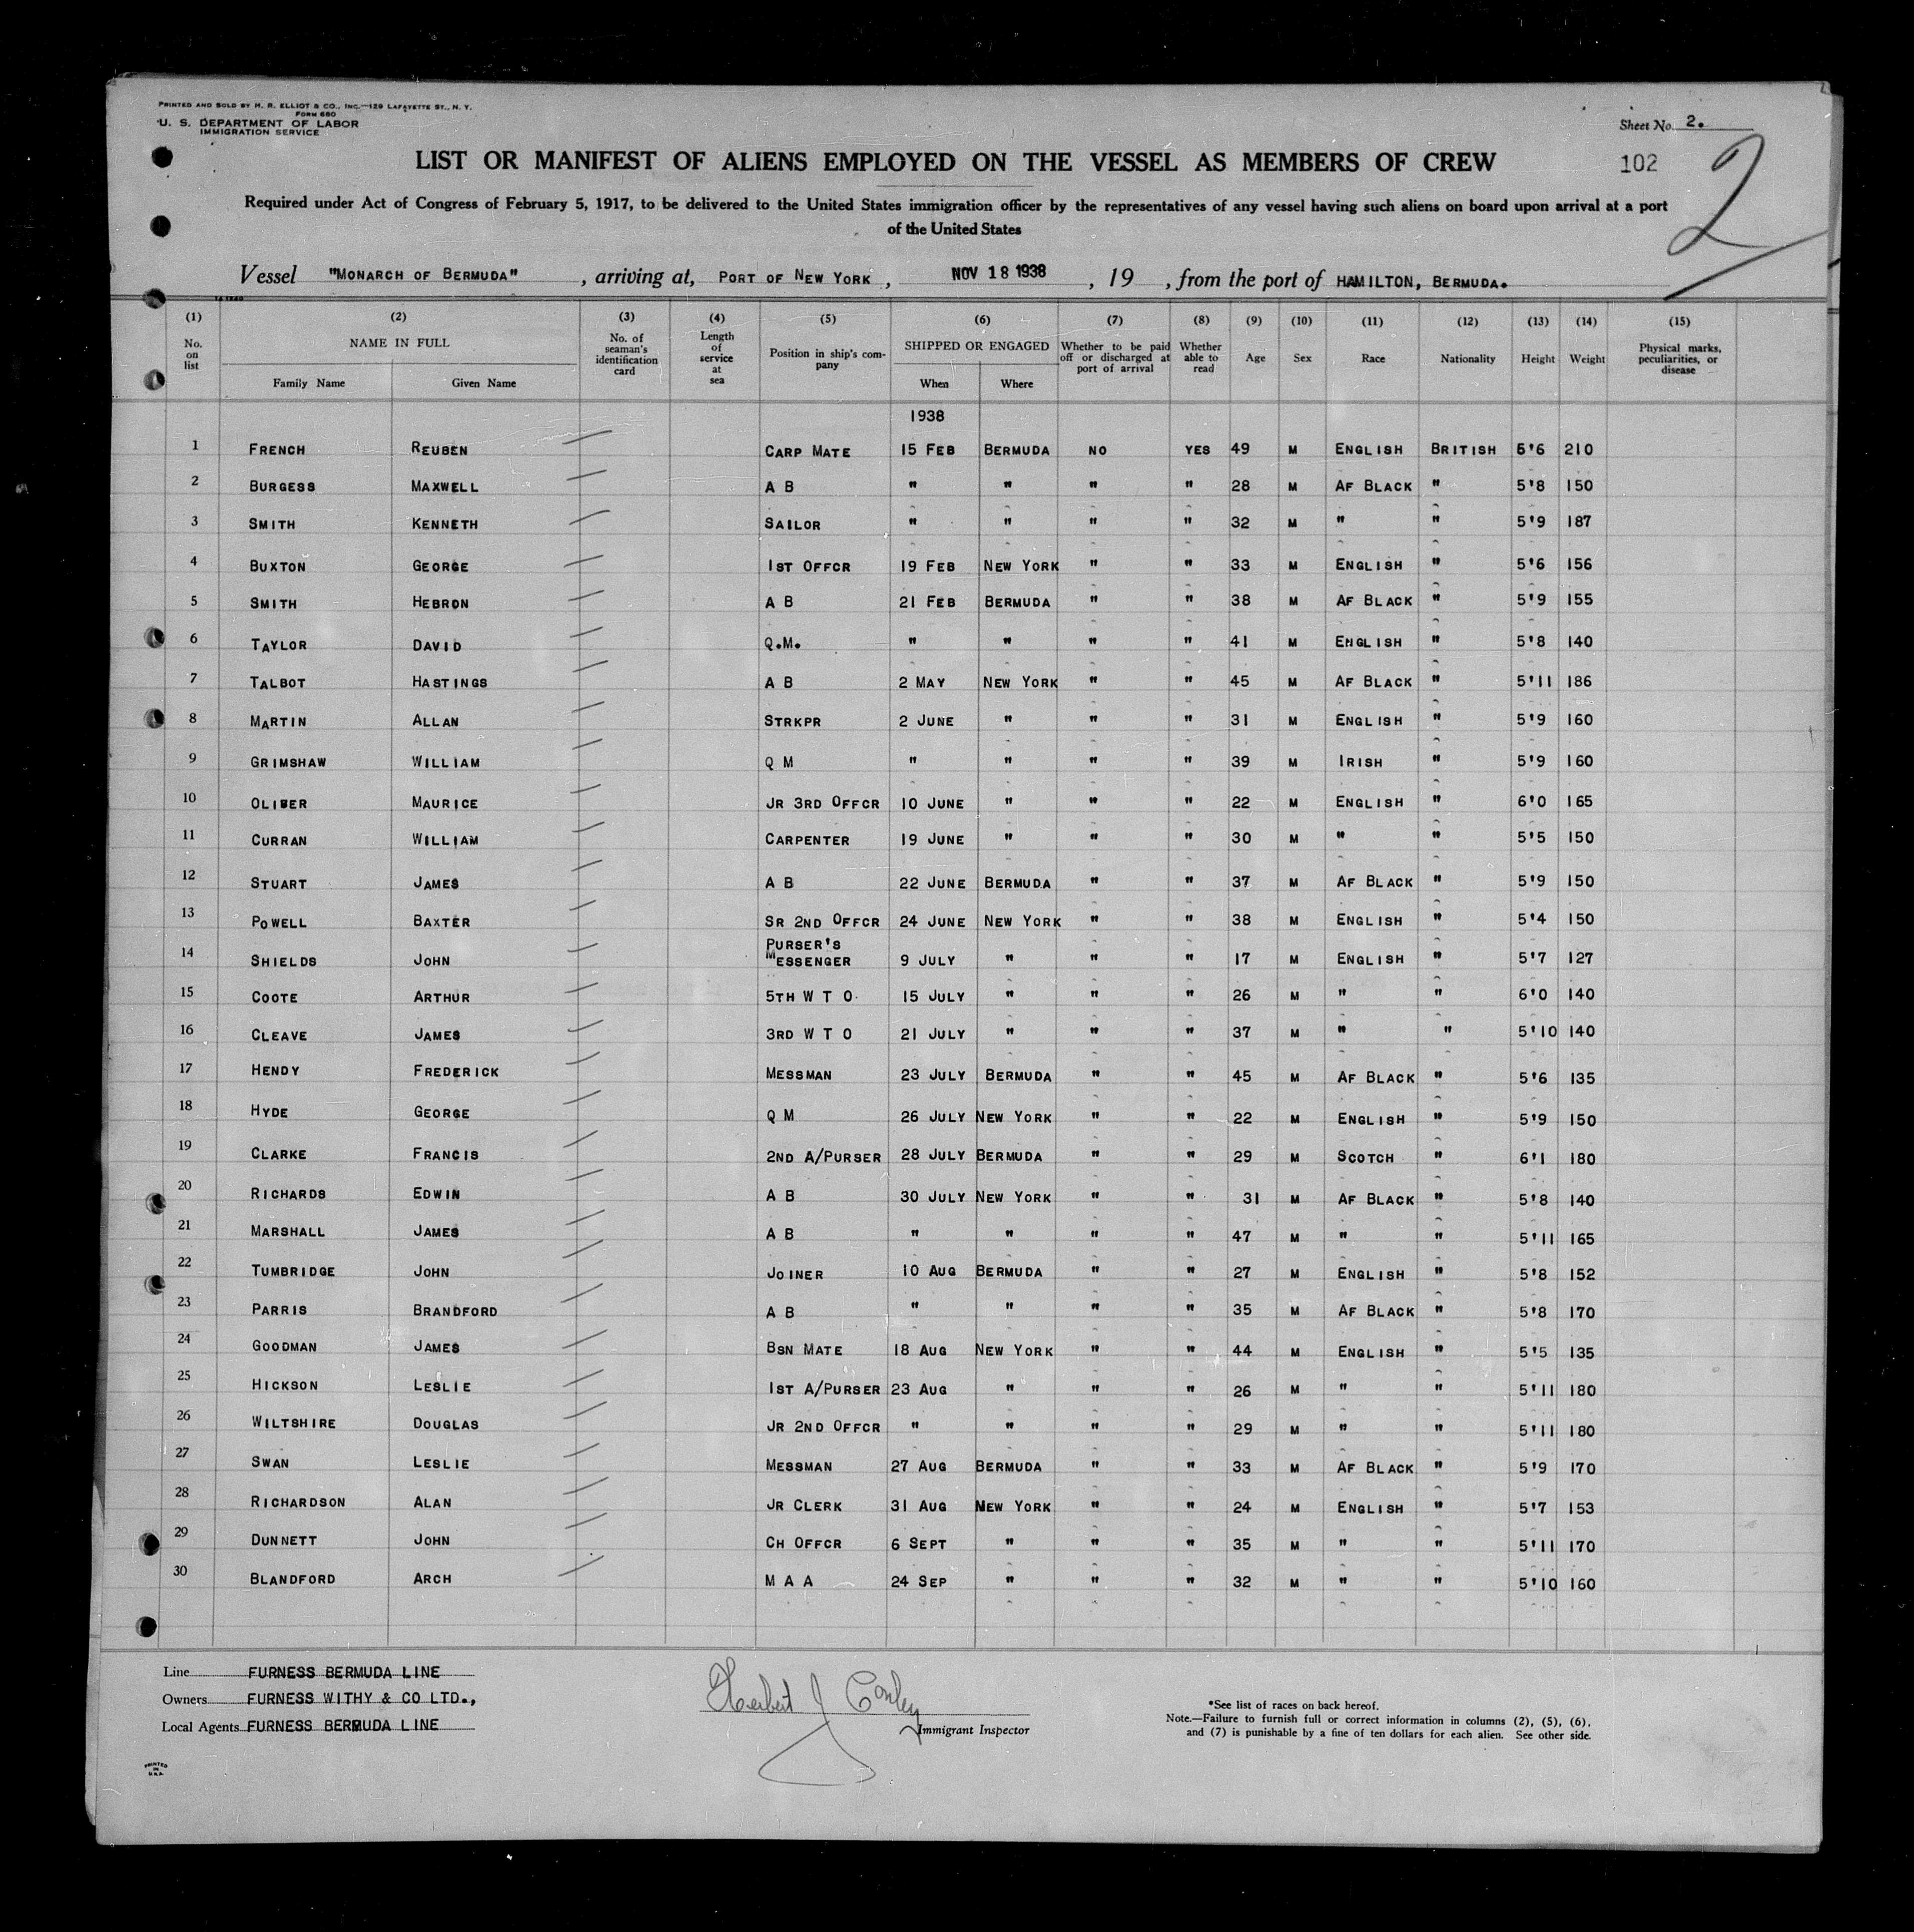 PRINTED AND SOLD BY H. R. ELLIOT & CO., INC.—129 LAFAYETTE ST., N. Y.
FORM 680
U. S. DEPARTMENT OF LABOR
IMMIGRATION SERVICE
Sheet No. 2.
LIST OR MANIFEST OF ALIENS EMPLOYED ON THE VESSEL AS MEMBERS OF CREW
102
2
Required under Act of Congress of February 5, 1917, to be delivered to the United States immigration officer by the representatives of any vessel having such aliens on board upon arrival at a port
of the United States
Vessel "MONARCH OF BERMUDA" , arriving at, PORT OF NEW YORK , NOV 18 1938 , 19 , from the port of HAMILTON, BERMUDA.
(1) (2) (3) (4) (5) (6) (7) (8) (9) (10) (11) (12) (13) (14) (15)
No. on list NAME IN FULL Family Name Given Name No. of seaman's identification card Length of service at sea Position in ship's company SHIPPED OR ENGAGED When Where Whether to be paid off or discharged at port of arrival Whether able to read Age Sex Race Nationality Height Weight Physical marks, peculiarities, or disease
1938
1 FRENCH REUBEN CARP MATE 15 FEB BERMUDA NO YES 49 M ENGLISH BRITISH 5'6 210
2 BURGESS MAXWELL A B " " " " 28 M AF BLACK " 5'8 150
3 SMITH KENNETH SAILOR " " " " 32 M " " 5'9 187
4 BUXTON GEORGE 1ST OFFCR 19 FEB NEW YORK " " 33 M ENGLISH " 5'6 156
5 SMITH HEBRON A B 21 FEB BERMUDA " " 38 M AF BLACK " 5'9 155
6 TAYLOR DAVID Q.M. " " " " 41 M ENGLISH " 5'8 140
7 TALBOT HASTINGS A B 2 MAY NEW YORK " " 45 M AF BLACK " 5'11 186
8 MARTIN ALLAN STRKPR 2 JUNE " " " 31 M ENGLISH " 5'9 160
9 GRIMSHAW WILLIAM Q M " " " " 39 M IRISH " 5'9 160
10 OLIBER MAURICE JR 3RD OFFCR 10 JUNE " " " 22 M ENGLISH " 6'0 165
11 CURRAN WILLIAM CARPENTER 19 JUNE " " " 30 M " " 5'5 150
12 STUART JAMES A B 22 JUNE BERMUDA " " 37 M AF BLACK " 5'9 150
13 POWELL BAXTER SR 2ND OFFCR 24 JUNE NEW YORK " " 38 M ENGLISH " 5'4 150
14 SHIELDS JOHN PURSER'S MESSENGER 9 JULY " " " 17 M ENGLISH " 5'7 127
15 COOTE ARTHUR 5TH W T O 15 JULY " " " 26 M " " 6'0 140
16 CLEAVE JAMES 3RD W T O 21 JULY " " " 37 M " " 5'10 140
17 HENDY FREDERICK MESSMAN 23 JULY BERMUDA " " 45 M AF BLACK " 5'6 135
18 HYDE GEORGE Q M 26 JULY NEW YORK " " 22 M ENGLISH " 5'9 150
19 CLARKE FRANCIS 2ND A/PURSER 28 JULY BERMUDA " " 29 M SCOTCH " 6'1 180
20 RICHARDS EDWIN A B 30 JULY NEW YORK " " 31 M AF BLACK " 5'8 140
21 MARSHALL JAMES A B " " " " 47 M " " 5'11 165
22 TUMBRIDGE JOHN JOINER 10 AUG BERMUDA " " 27 M ENGLISH " 5'8 152
23 PARRIS BRANDFORD A B " " " " 35 M AF BLACK " 5'8 170
24 GOODMAN JAMES BSN MATE 18 AUG NEW YORK " " 44 M ENGLISH " 5'5 135
25 HICKSON LESLIE 1ST A/PURSER 23 AUG " " " 26 M " " 5'11 180
26 WILTSHIRE DOUGLAS JR 2ND OFFCR " " " " 29 M " " 5'11 180
27 SWAN LESLIE MESSMAN 27 AUG BERMUDA " " 33 M AF BLACK " 5'9 170
28 RICHARDSON ALAN JR CLERK 31 AUG NEW YORK " " 24 M ENGLISH " 5'7 153
29 DUNNETT JOHN CH OFFCR 6 SEPT " " " 35 M " " 5'11 170
30 BLANDFORD ARCH M A A 24 SEP " " " 32 M " " 5'10 160
Line FURNESS BERMUDA LINE
Owners FURNESS WITHY & CO LTD.,
Local Agents FURNESS BERMUDA LINE
Herbert J Conley
Immigrant Inspector
*See list of races on back hereof.
Note.—Failure to furnish full or correct information in columns (2), (5), (6),
and (7) is punishable by a fine of ten dollars for each alien. See other side.
PRINTED
IN
U.S.A.